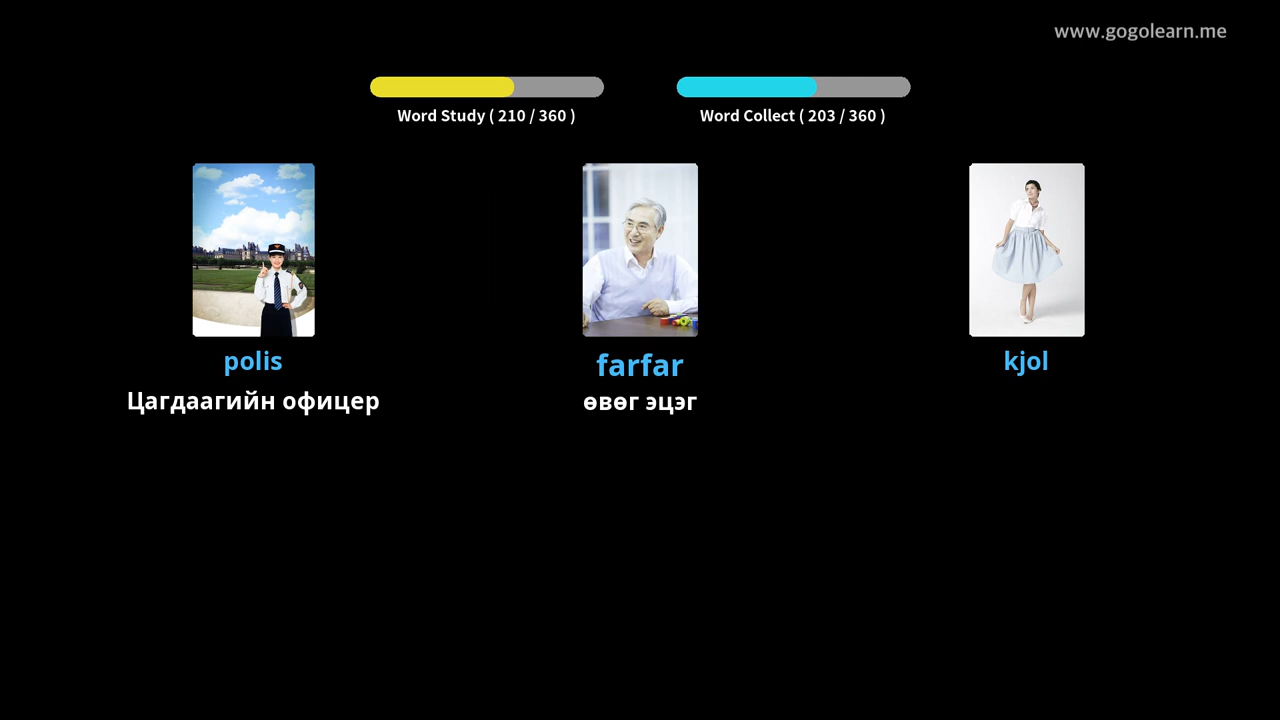 www.gogolearn.me
Word Study ( 210 / 360 )
Word Collect ( 203 / 360 )
polis
farfar
kjol
Цагдаагийн офицер
өвөг эцэг